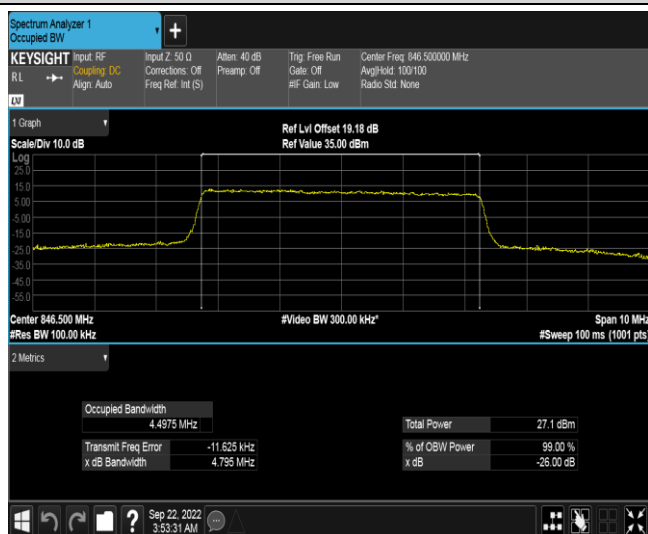 Spectrum Analyzer 1
Occupied BW
+
KEYSIGHT
R L
LXI
Input: RF
Coupling: DC
Align: Auto
Input Z: 50 Ω
Corrections: Off
Freq Ref: Int (S)
Atten: 40 dB
Preamp: Off
Trig: Free Run
Gate: Off
#IF Gain: Low
Center Freq: 846.500000 MHz
Avg|Hold: 100/100
Radio Std: None
1 Graph
Scale/Div 10.0 dB
Ref Lvl Offset 19.18 dB
Ref Value 35.00 dBm
Log
25.0
15.0
5.00
-5.00
-15.0
-25.0
-35.0
-45.0
-55.0
Center 846.500 MHz
#Res BW 100.00 kHz
#Video BW 300.00 kHz*
Span 10 MHz
#Sweep 100 ms (1001 pts)
2 Metrics
Occupied Bandwidth
4.4975 MHz
Transmit Freq Error -11.625 kHz
x dB Bandwidth 4.795 MHz
Total Power 27.1 dBm
% of OBW Power 99.00 %
x dB -26.00 dB
?
Sep 22, 2022
3:53:31 AM